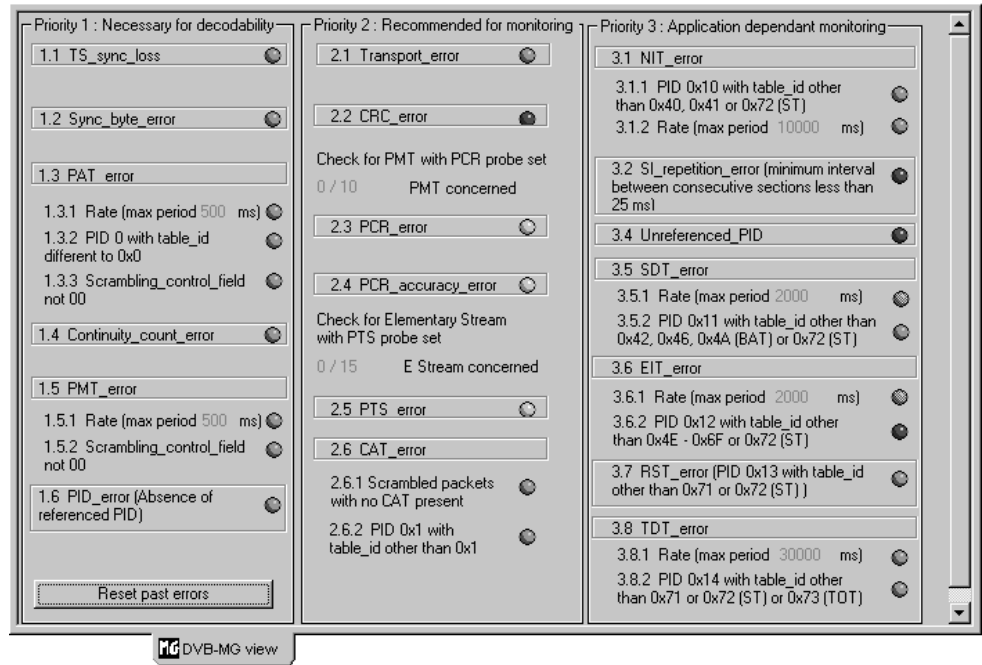 Priority 1 : Necessary for decodability
1.1 TS_sync_loss
1.2 Sync_byte_error
1.3 PAT_error
1.3.1 Rate (max period 500 ms)
1.3.2 PID 0 with table_id
different to 0x0
1.3.3 Scrambling_control_field
not 00
1.4 Continuity_count_error
1.5 PMT_error
1.5.1 Rate (max period 500 ms)
1.5.2 Scrambling_control_field
not 00
1.6 PID_error (Absence of
referenced PID)
Reset past errors
Priority 2 : Recommended for monitoring
2.1 Transport_error
2.2 CRC_error
Check for PMT with PCR probe set
0 / 10 PMT concerned
2.3 PCR_error
2.4 PCR_accuracy_error
Check for Elementary Stream
with PTS probe set
0 / 15 E Stream concerned
2.5 PTS_error
2.6 CAT_error
2.6.1 Scrambled packets
with no CAT present
2.6.2 PID 0x1 with
table_id other than 0x1
Priority 3 : Application dependant monitoring
3.1 NIT_error
3.1.1 PID 0x10 with table_id other
than 0x40, 0x41 or 0x72 (ST)
3.1.2 Rate (max period 10000 ms)
3.2 SI_repetition_error (minimum interval
between consecutive sections less than
25 ms)
3.4 Unreferenced_PID
3.5 SDT_error
3.5.1 Rate (max period 2000 ms)
3.5.2 PID 0x11 with table_id other than
0x42, 0x46, 0x4A (BAT) or 0x72 (ST)
3.6 EIT_error
3.6.1 Rate (max period 2000 ms)
3.6.2 PID 0x12 with table_id other
than 0x4E - 0x6F or 0x72 (ST)
3.7 RST_error (PID 0x13 with table_id
other than 0x71 or 0x72 (ST) )
3.8 TDT_error
3.8.1 Rate (max period 30000 ms)
3.8.2 PID 0x14 with table_id other
than 0x71 or 0x72 (ST) or 0x73 (TOT)
MG DVB-MG view